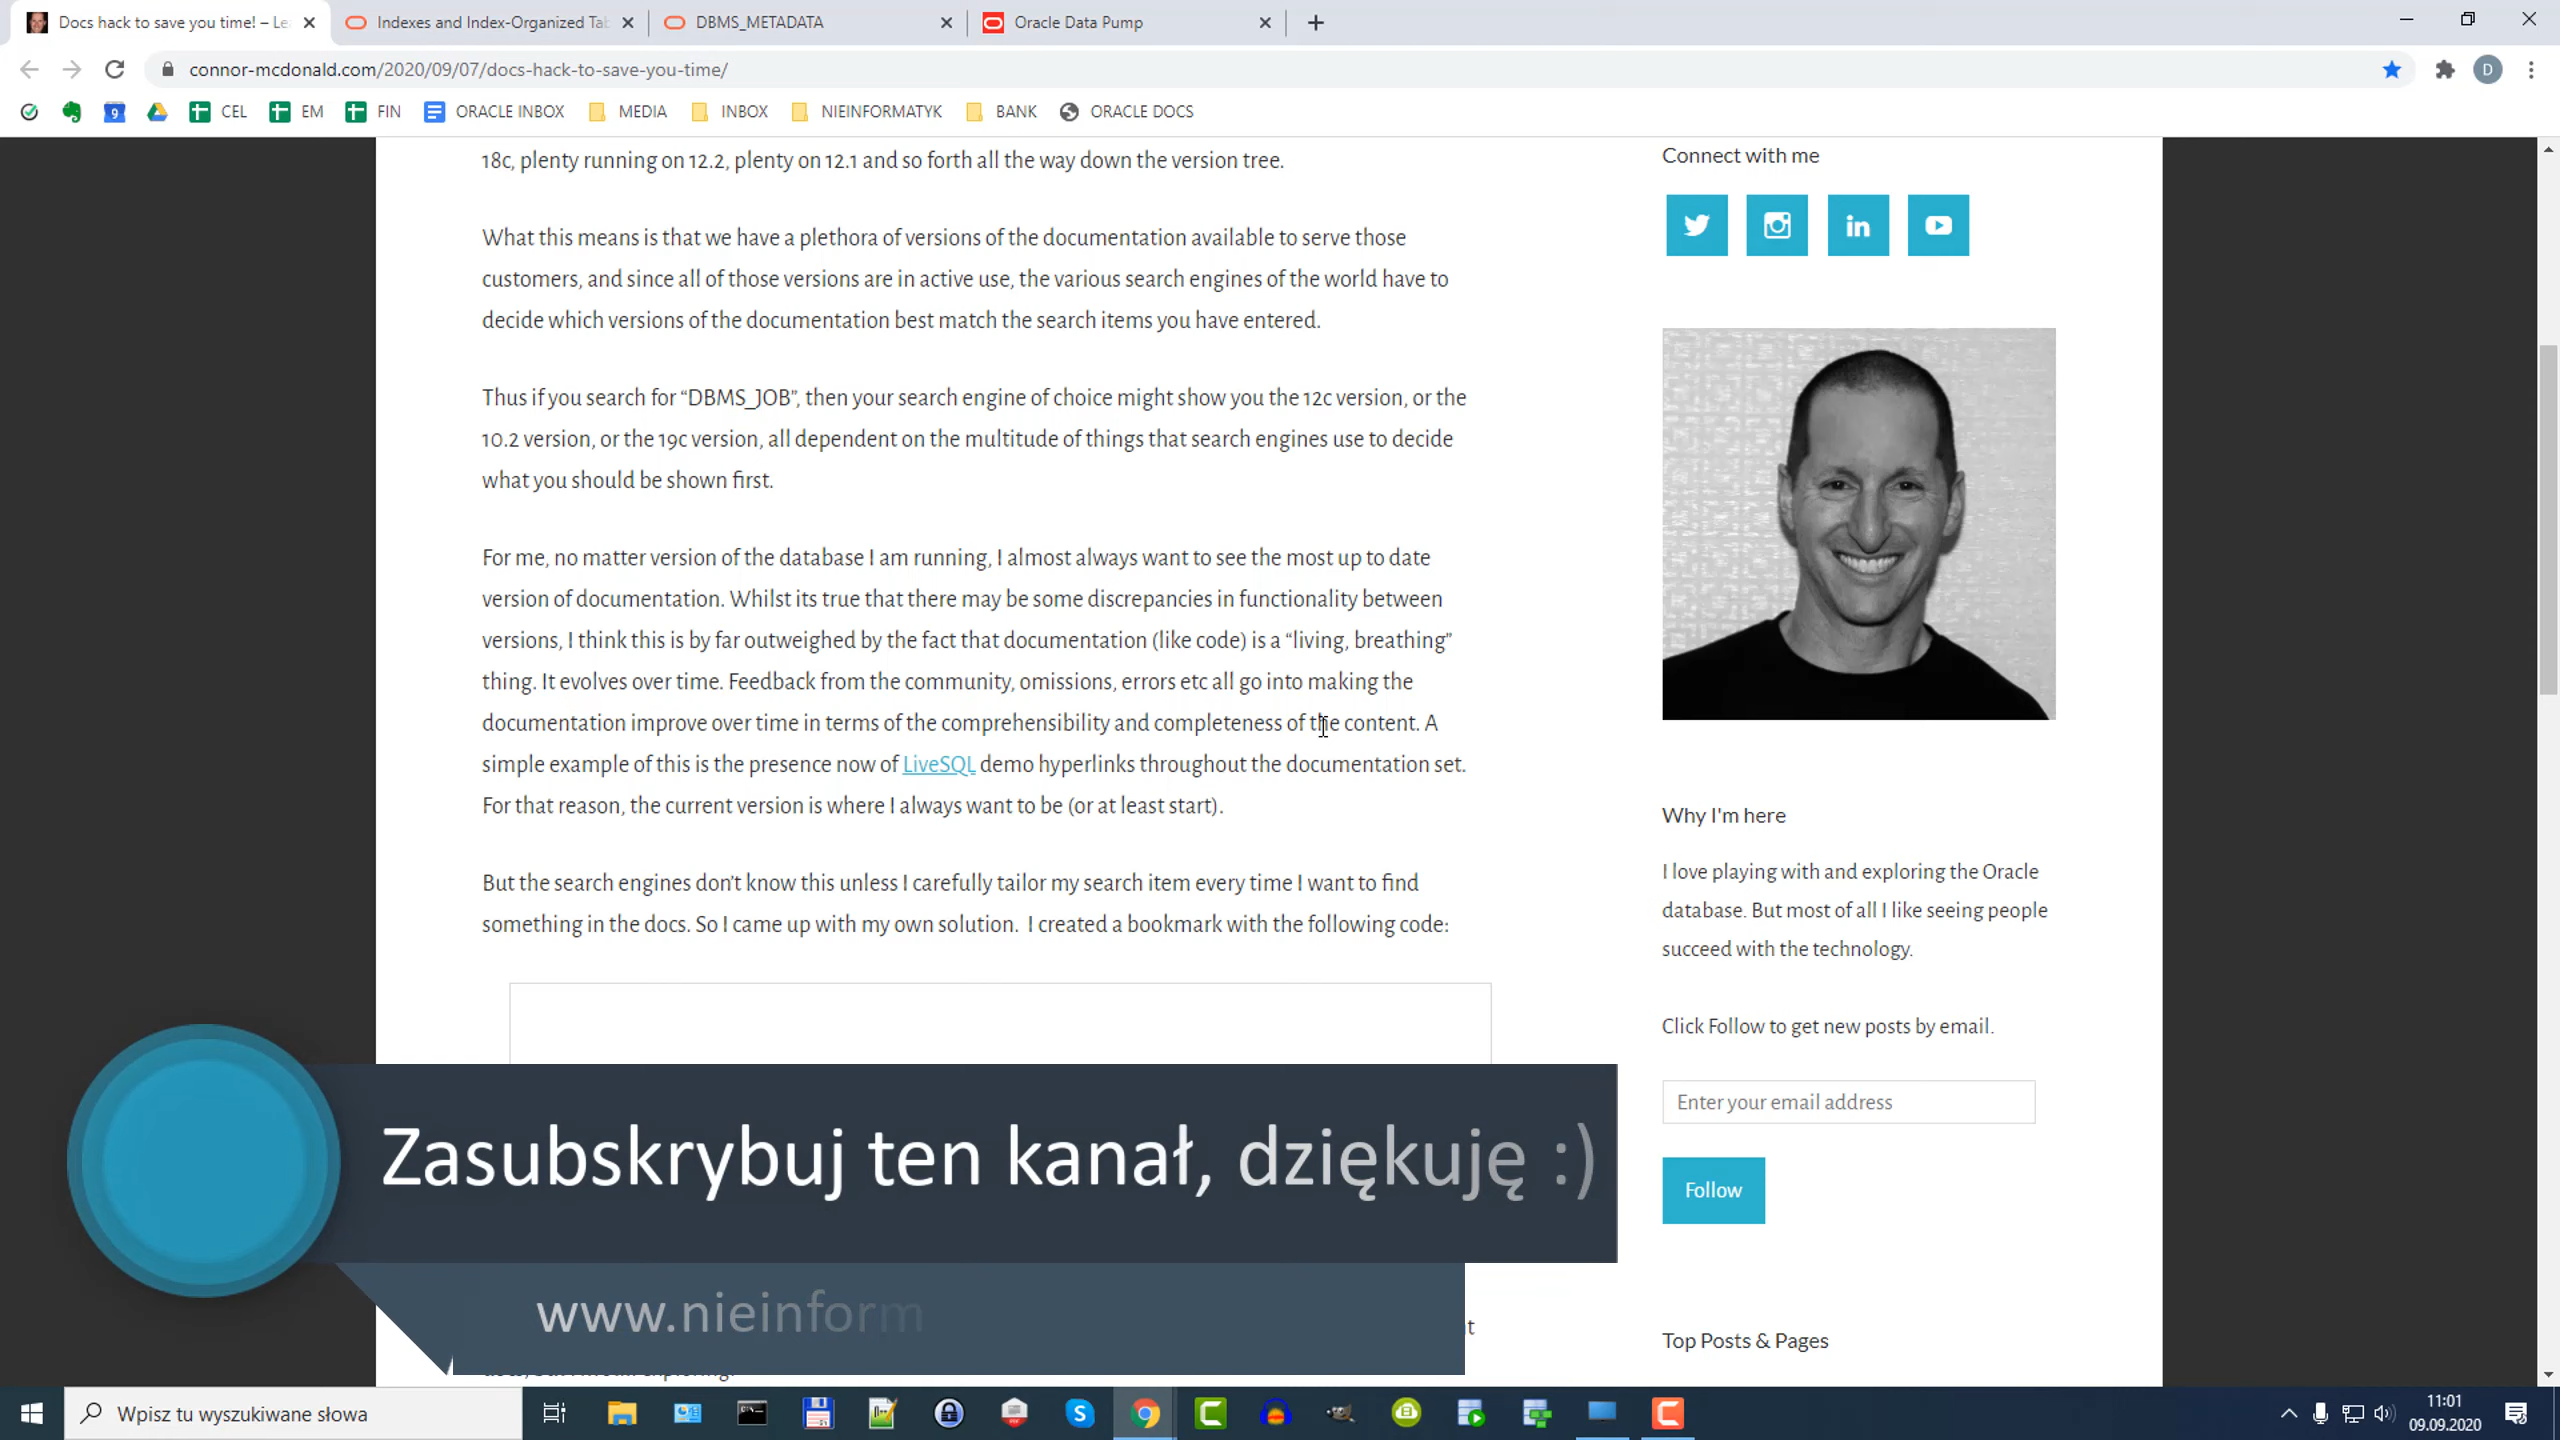 Docs hack to save you time! – Le
Indexes and Index-Organized Tab
DBMS_METADATA
Oracle Data Pump
connor-mcdonald.com/2020/09/07/docs-hack-to-save-you-time/
D
9
CEL
EM
FIN
ORACLE INBOX
MEDIA
INBOX
NIEINFORMATYK
BANK
ORACLE DOCS
18c, plenty running on 12.2, plenty on 12.1 and so forth all the way down the version tree.
What this means is that we have a plethora of versions of the documentation available to serve those
customers, and since all of those versions are in active use, the various search engines of the world have to
decide which versions of the documentation best match the search items you have entered.
Thus if you search for “DBMS_JOB”, then your search engine of choice might show you the 12c version, or the
10.2 version, or the 19c version, all dependent on the multitude of things that search engines use to decide
what you should be shown first.
For me, no matter version of the database I am running, I almost always want to see the most up to date
version of documentation. Whilst its true that there may be some discrepancies in functionality between
versions, I think this is by far outweighed by the fact that documentation (like code) is a “living, breathing”
thing. It evolves over time. Feedback from the community, omissions, errors etc all go into making the
documentation improve over time in terms of the comprehensibility and completeness of the content. A
simple example of this is the presence now of LiveSQL demo hyperlinks throughout the documentation set.
For that reason, the current version is where I always want to be (or at least start).
But the search engines don’t know this unless I carefully tailor my search item every time I want to find
something in the docs. So I came up with my own solution.  I created a bookmark with the following code:
Connect with me
Why I'm here
I love playing with and exploring the Oracle
database. But most of all I like seeing people
succeed with the technology.
Click Follow to get new posts by email.
Enter your email address
Follow
Top Posts & Pages
Zasubskrybuj ten kanał, dziękuję :)
www.nieinform
Wpisz tu wyszukiwane słowa
11:01
09.09.2020